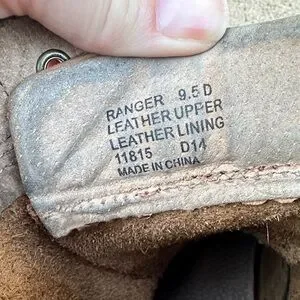 RANGER 9.5 D
LEATHER UPPER
LEATHER LINING
11815 D14
MADE IN CHINA